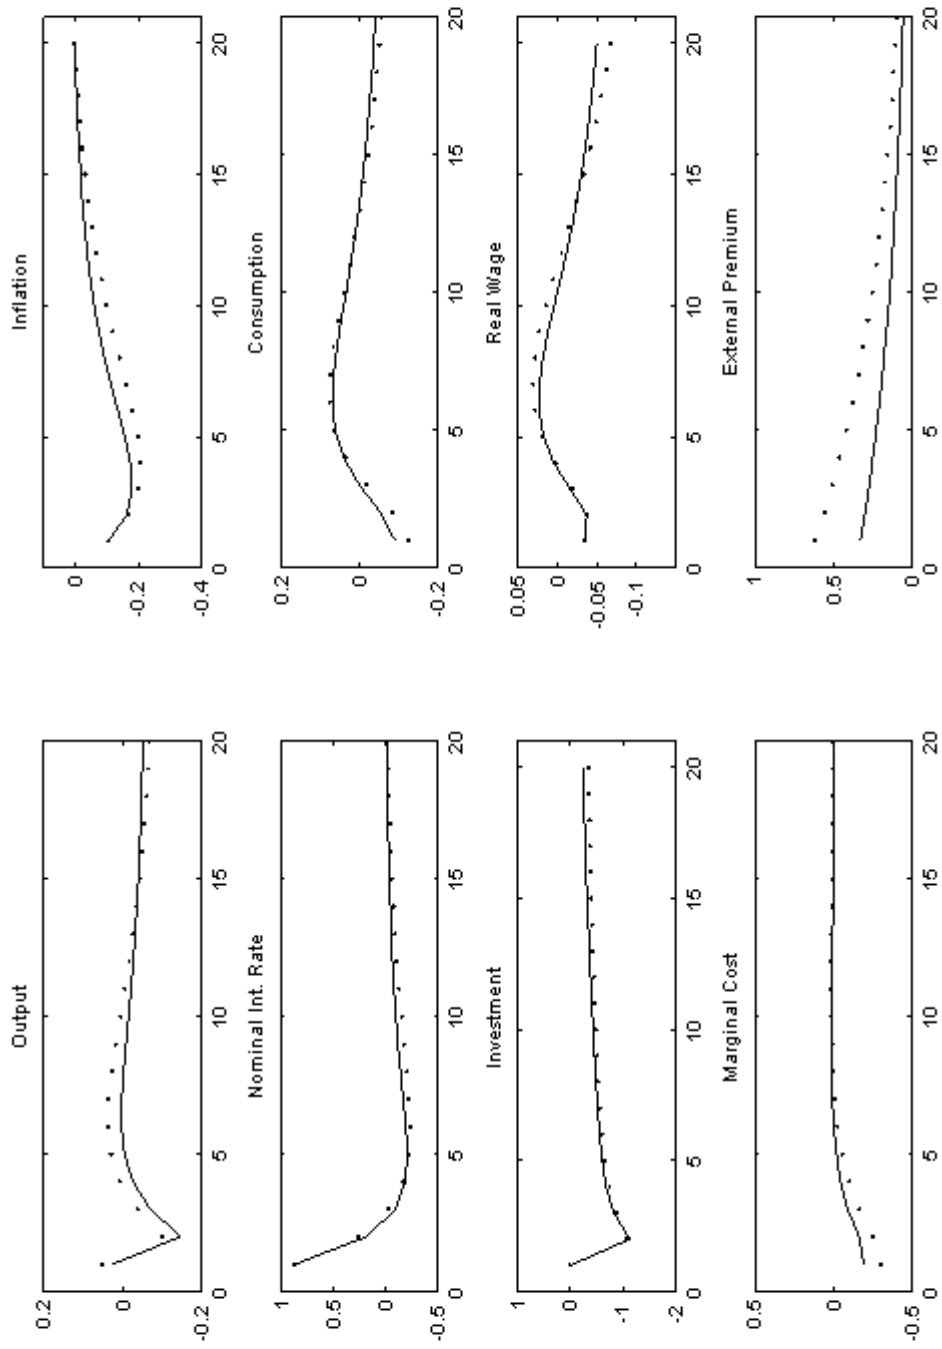 Output
0.2
0
-0.2
0 5 10 15 20
Inflation
0
-0.2
-0.4
0 5 10 15 20
Nominal Int. Rate
1
0.5
0
-0.5
0 5 10 15 20
Consumption
0.2
0
-0.2
0 5 10 15 20
Investment
1
0
-1
-2
0 5 10 15 20
Real Wage
0.05
0
-0.05
-0.1
0 5 10 15 20
Marginal Cost
0.5
0
-0.5
0 5 10 15 20
External Premium
1
0.5
0
0 5 10 15 20